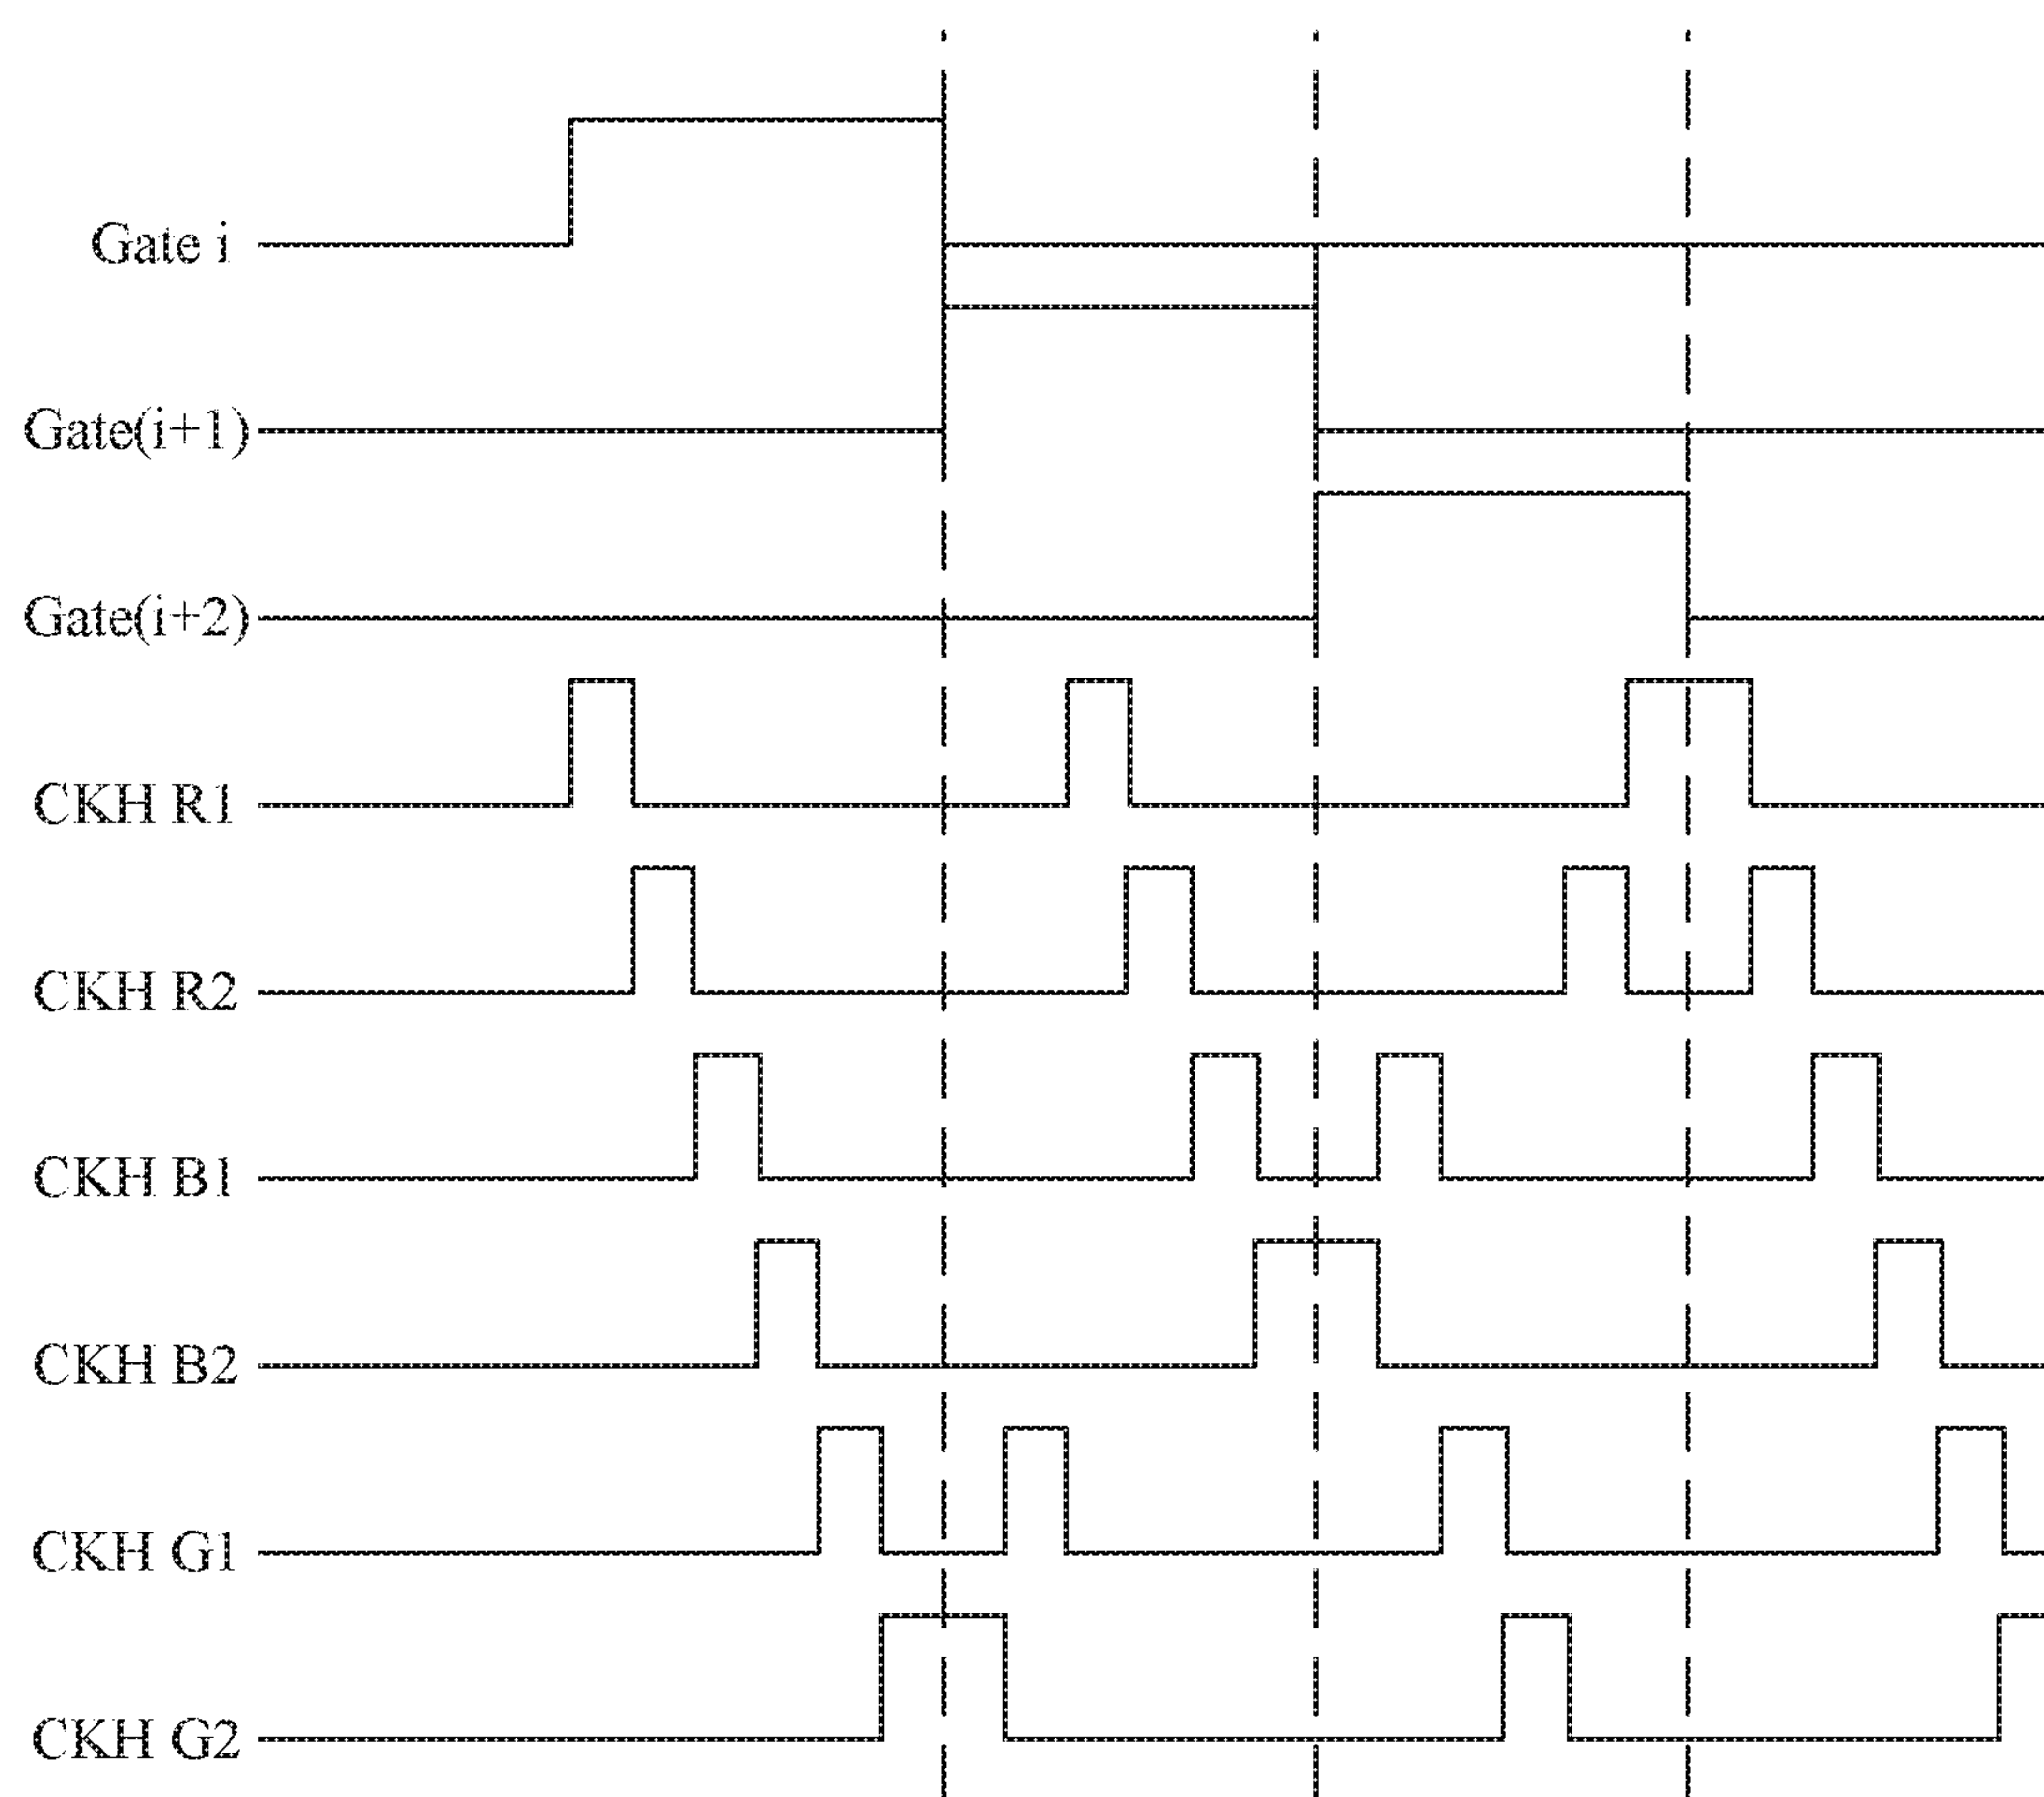 Gate i
Gate(i+1)
Gate(i+2)
CKH R1
CKH R2
CKH B1
CKH B2
CKH G1
CKH G2